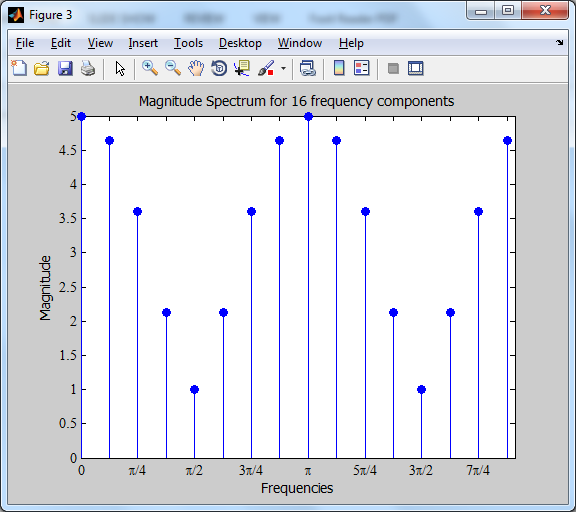 Figure 3
File Edit View Insert Tools Desktop Window Help
Magnitude Spectrum for 16 frequency components
5
4.5
4
3.5
3
2.5
2
1.5
1
0.5
0
Magnitude
0 π/4 π/2 3π/4 π 5π/4 3π/2 7π/4
Frequencies